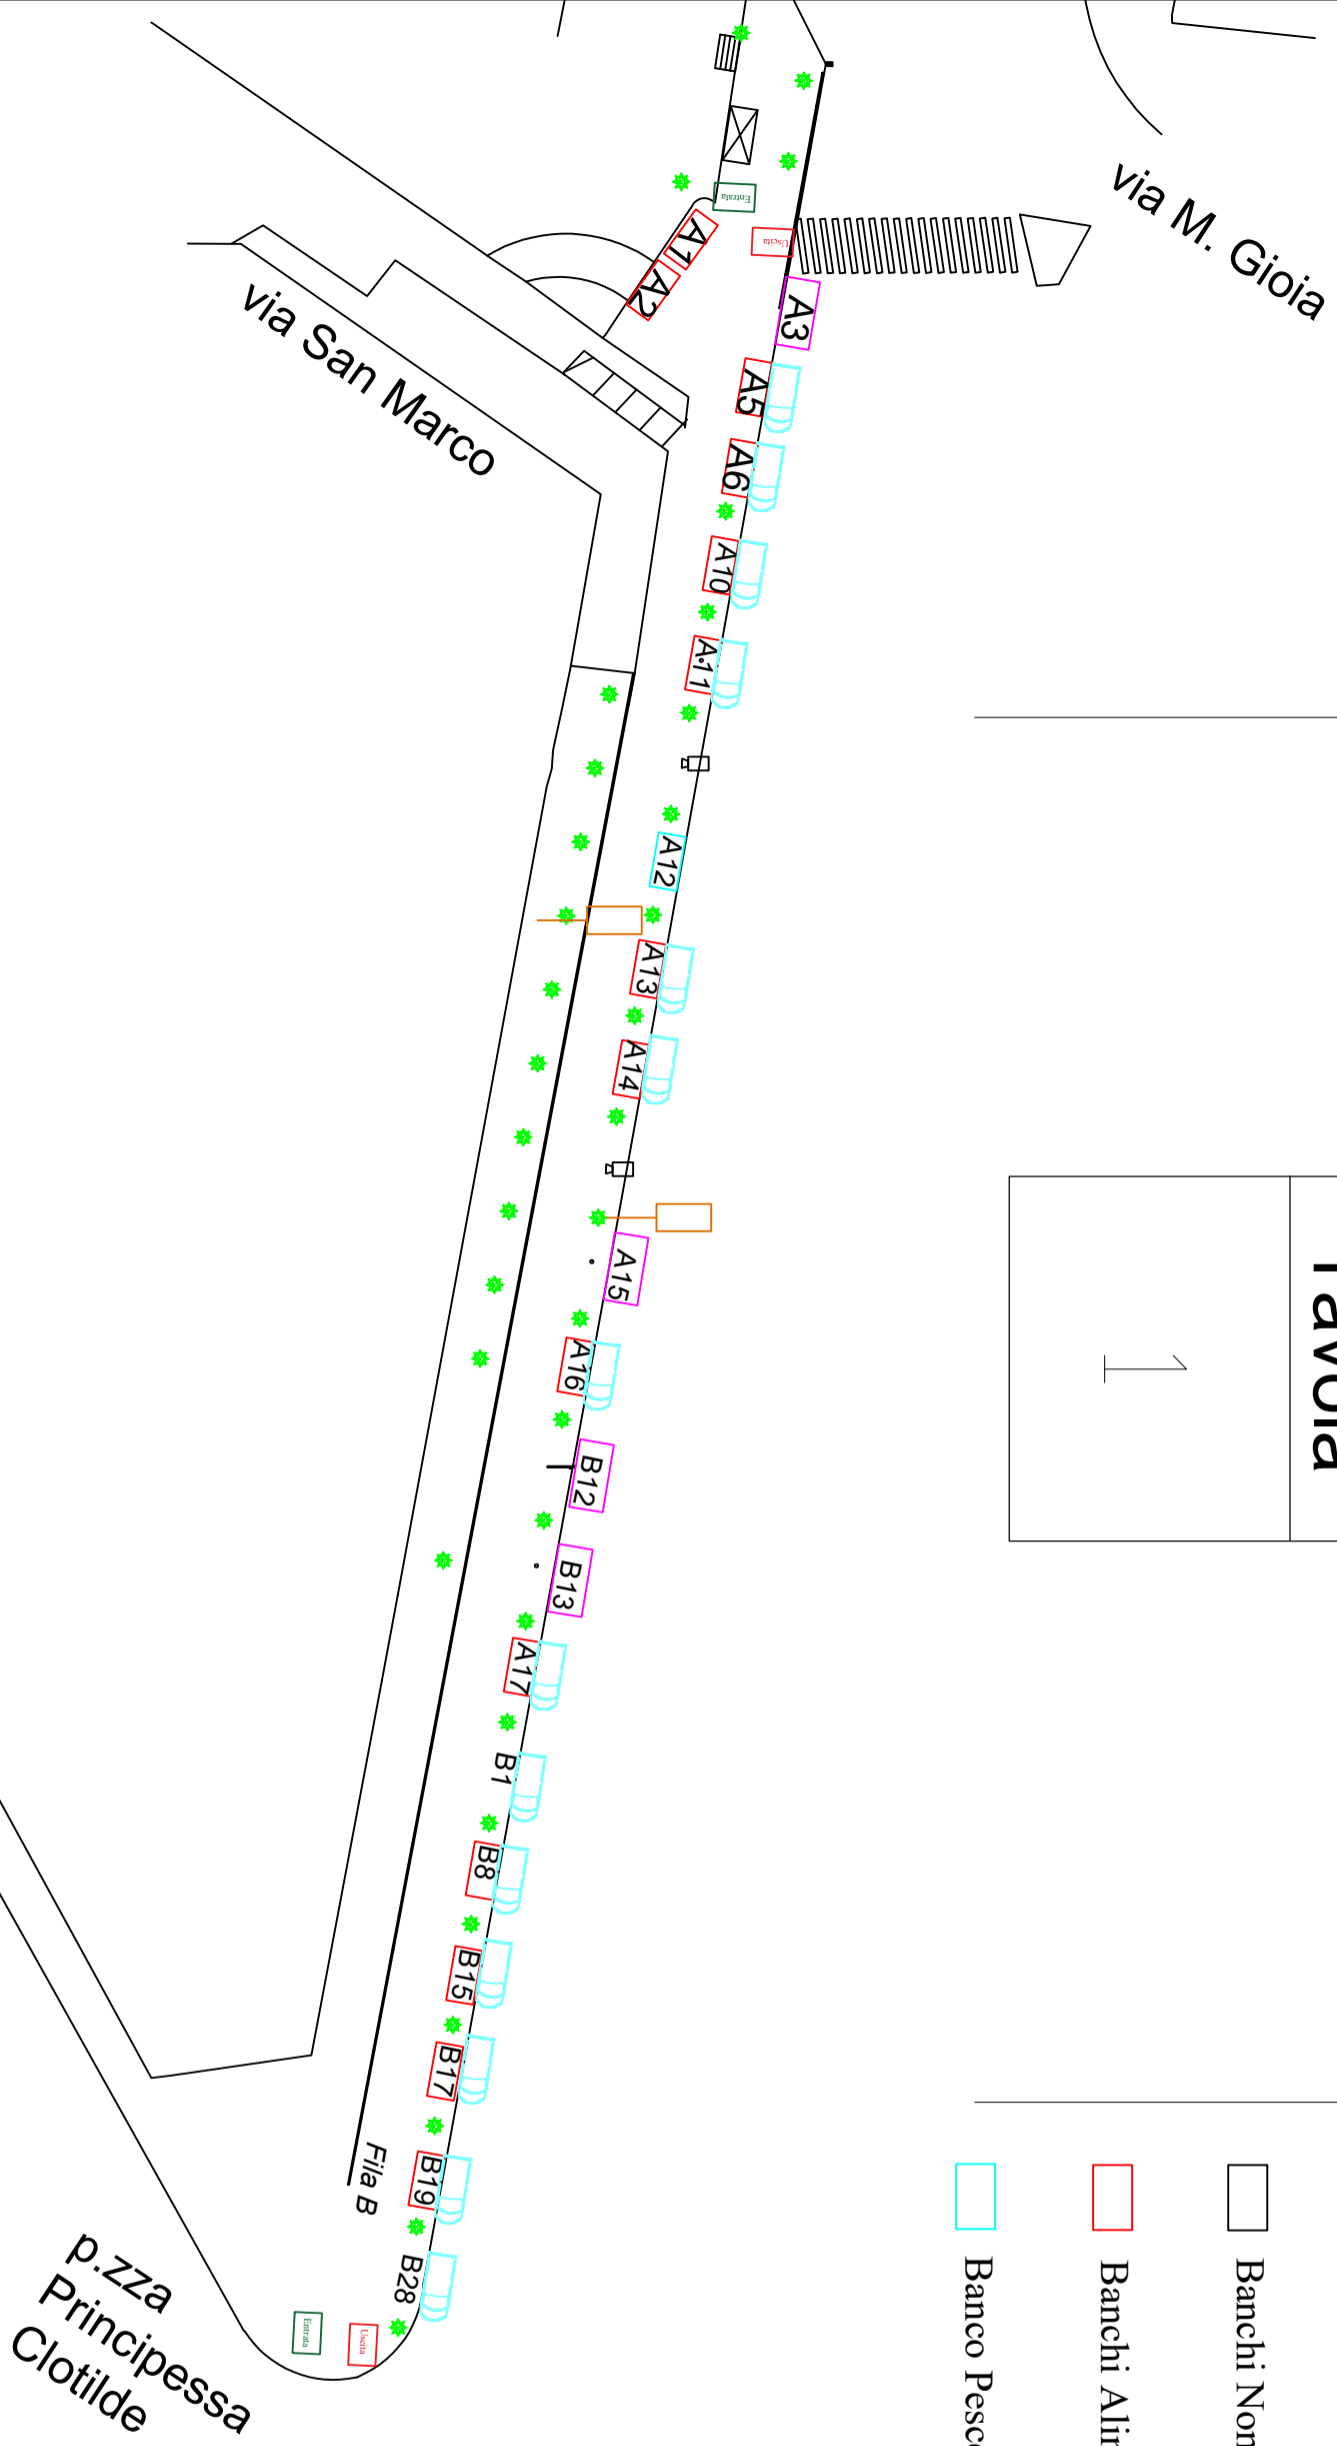 via M. Gioia
Entrata
Uscita
A1
A2
A3
via San Marco
A5
A6
A10
A11
A12
A13
A14
Tavola
1
A15
A16
B12
B13
A17
B1
B8
B15
B17
Fila B
B19
B28
p.zza
Principessa
Clotilde
Entrata
Uscita
Banchi Non
Banchi Alim
Banco Pesce